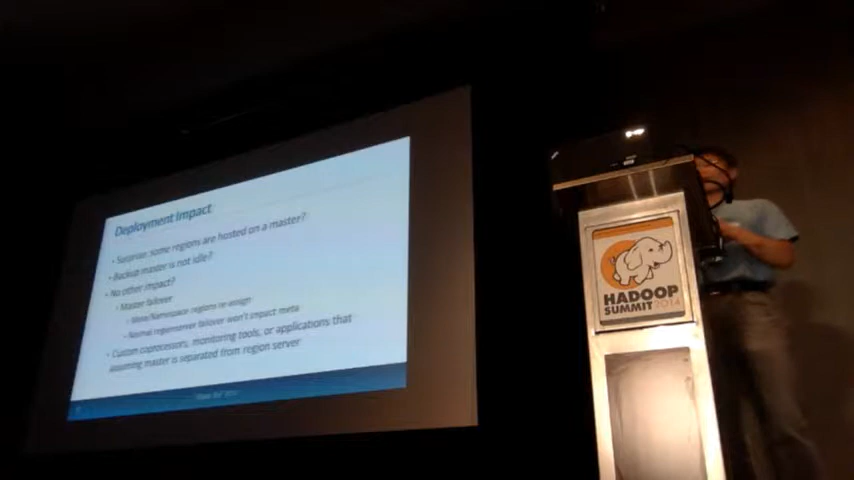 Deployment Impact
• Surprise: some regions are hosted on a master?
• Backup master is not idle?
• No other impact?
• Master failover
• Meta/Namespace regions re-assign
• Normal regionserver failover won't impact meta
• Custom coprocessors, monitoring tools, or applications that
assuming master is separated from region server
HADOOP
SUMMIT 2014